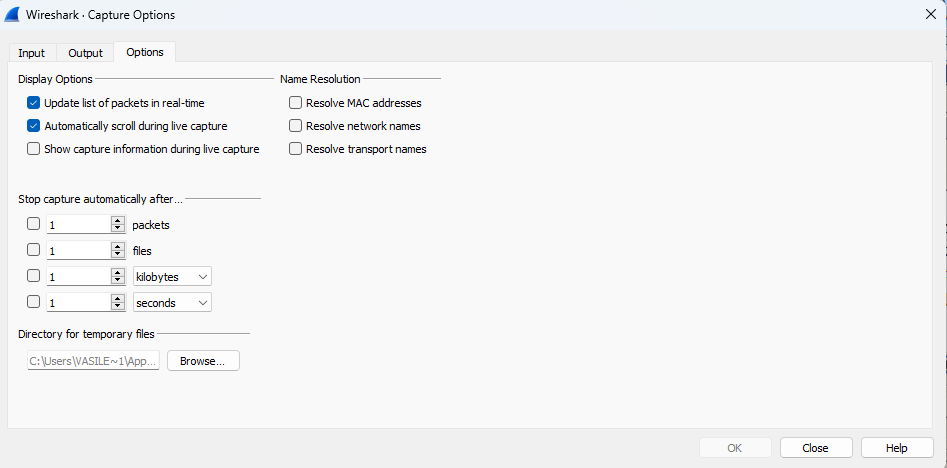 Wireshark · Capture Options
Input Output Options
Display Options
Update list of packets in real-time
Automatically scroll during live capture
Show capture information during live capture
Name Resolution
Resolve MAC addresses
Resolve network names
Resolve transport names
Stop capture automatically after...
1 packets
1 files
1 kilobytes
1 seconds
Directory for temporary files
C:\Users\VASILE~1\App... Browse...
OK Close Help